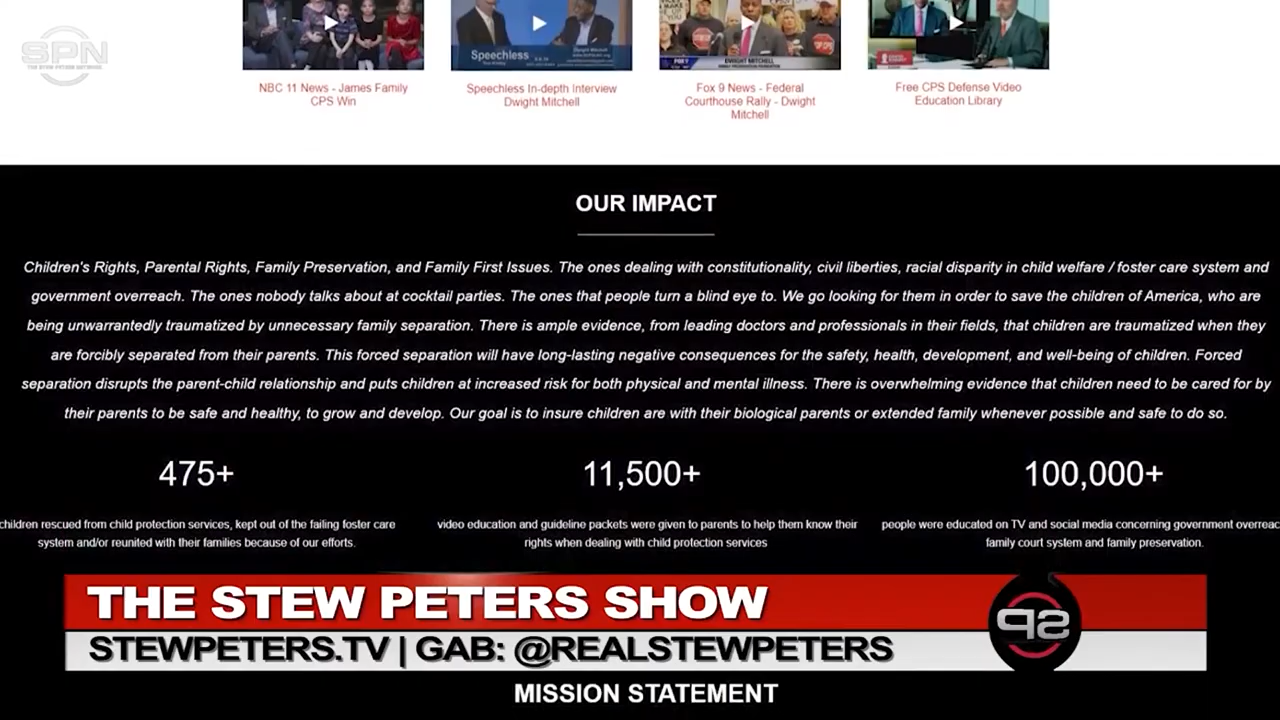 SPN
THE STEW PETERS NETWORK
Speechless
FOX 9
DWIGHT MITCHELL
NBC 11 News - James Family
CPS Win
Speechless In-depth Interview
Dwight Mitchell
Fox 9 News - Federal
Courthouse Rally - Dwight
Mitchell
Free CPS Defense Video
Education Library
OUR IMPACT
Children's Rights, Parental Rights, Family Preservation, and Family First Issues. The ones dealing with constitutionality, civil liberties, racial disparity in child welfare / foster care system and
government overreach. The ones nobody talks about at cocktail parties. The ones that people turn a blind eye to. We go looking for them in order to save the children of America, who are
being unwarrantedly traumatized by unnecessary family separation. There is ample evidence, from leading doctors and professionals in their fields, that children are traumatized when they
are forcibly separated from their parents. This forced separation will have long-lasting negative consequences for the safety, health, development, and well-being of children. Forced
separation disrupts the parent-child relationship and puts children at increased risk for both physical and mental illness. There is overwhelming evidence that children need to be cared for by
their parents to be safe and healthy, to grow and develop. Our goal is to insure children are with their biological parents or extended family whenever possible and safe to do so.
475+
children rescued from child protection services, kept out of the failing foster care
system and/or reunited with their families because of our efforts.
11,500+
video education and guideline packets were given to parents to help them know their
rights when dealing with child protection services
100,000+
people were educated on TV and social media concerning government overreac
family court system and family preservation.
THE STEW PETERS SHOW
STEWPETERS.TV | GAB: @REALSTEWPETERS
MISSION STATEMENT